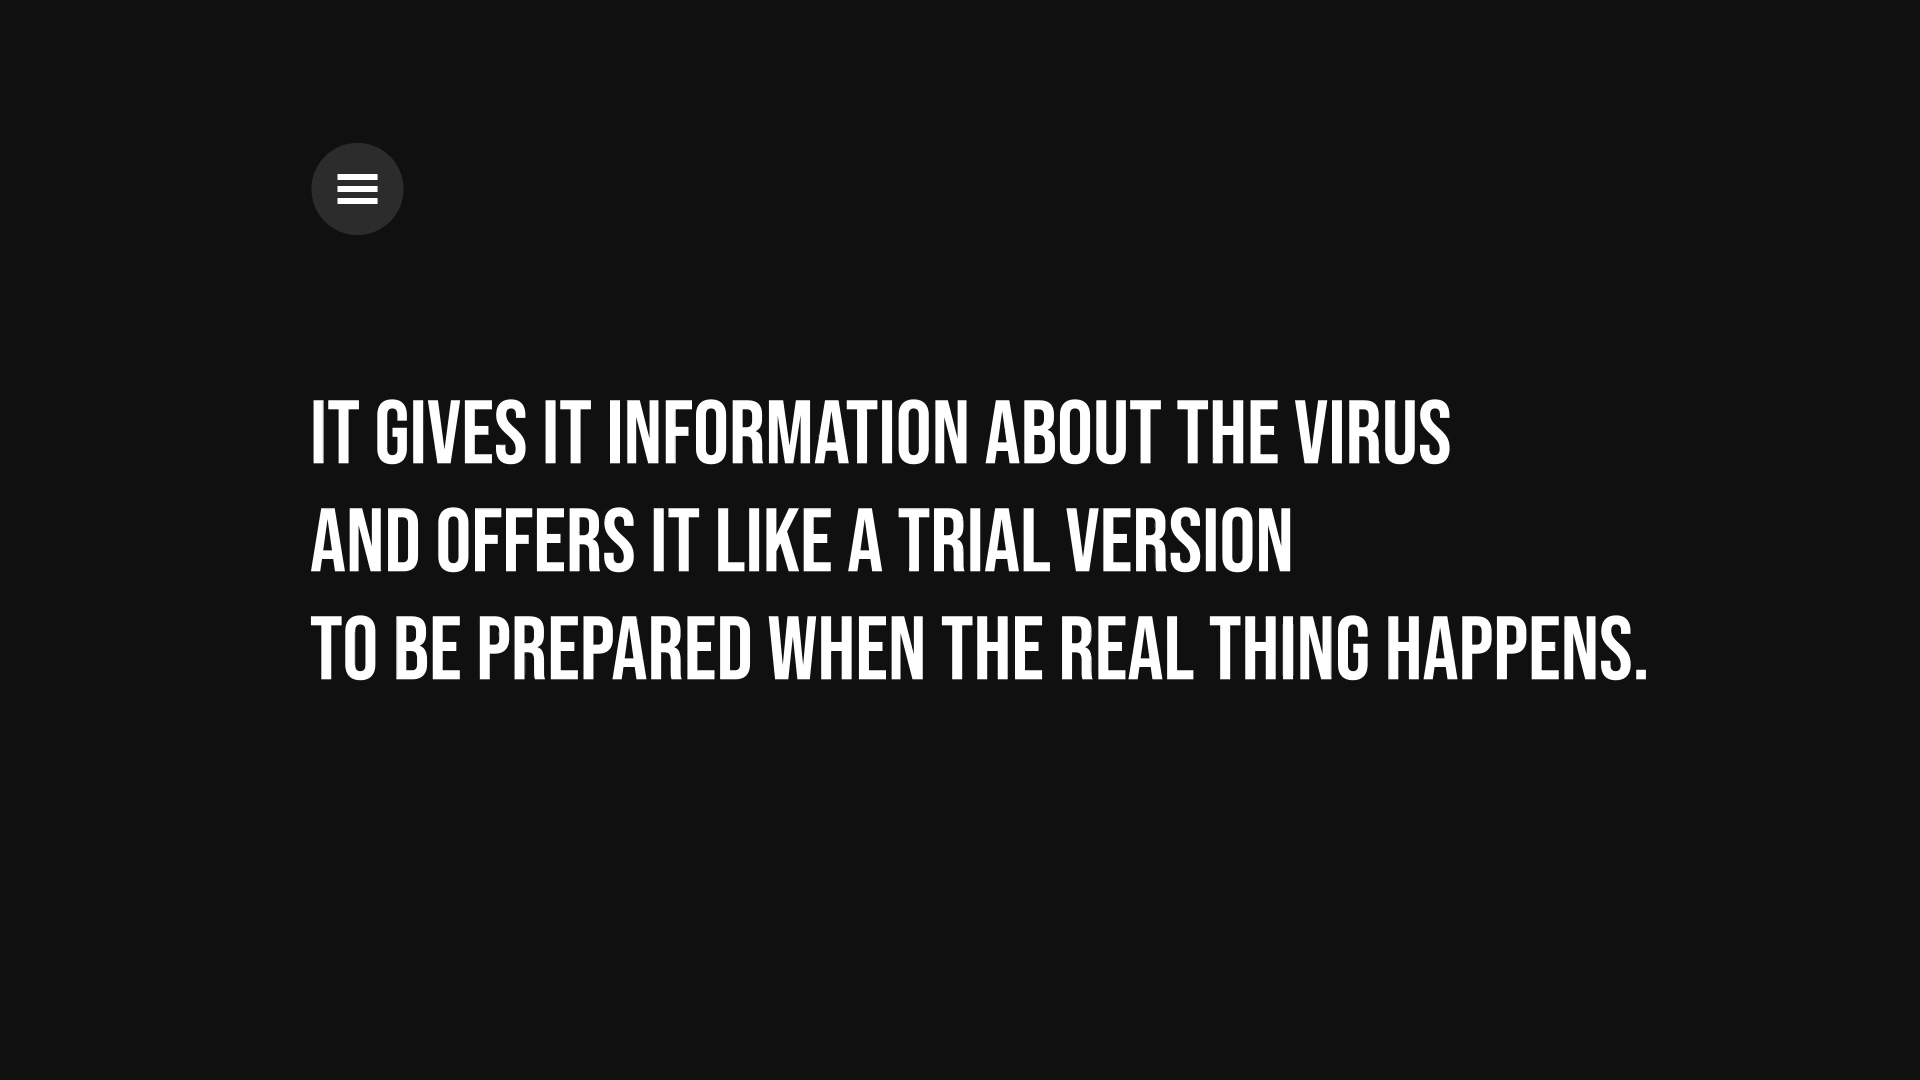 IT GIVES IT INFORMATION ABOUT THE VIRUS
AND OFFERS IT LIKE A TRIAL VERSION
TO BE PREPARED WHEN THE REAL THING HAPPENS.